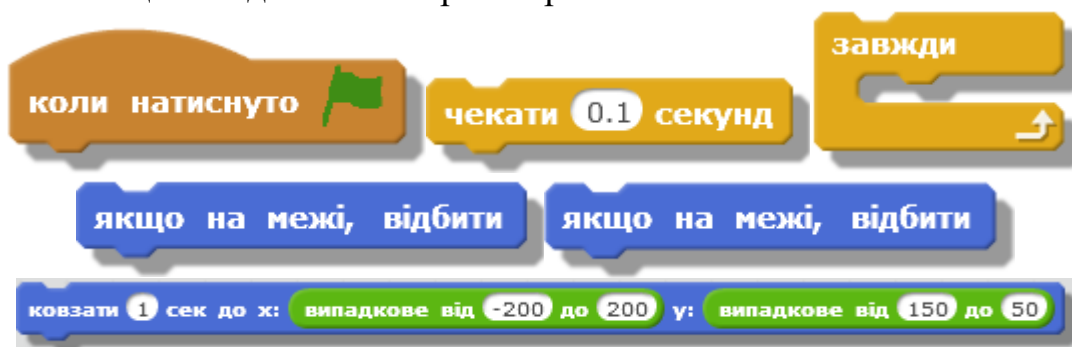 завжди
коли натиснуто
чекати 0.1 секунд
якщо на межі, відбити якщо на межі, відбити
ковзати 1 сек до x: випадкове від -200 до 200 y: випадкове від 150 до 50